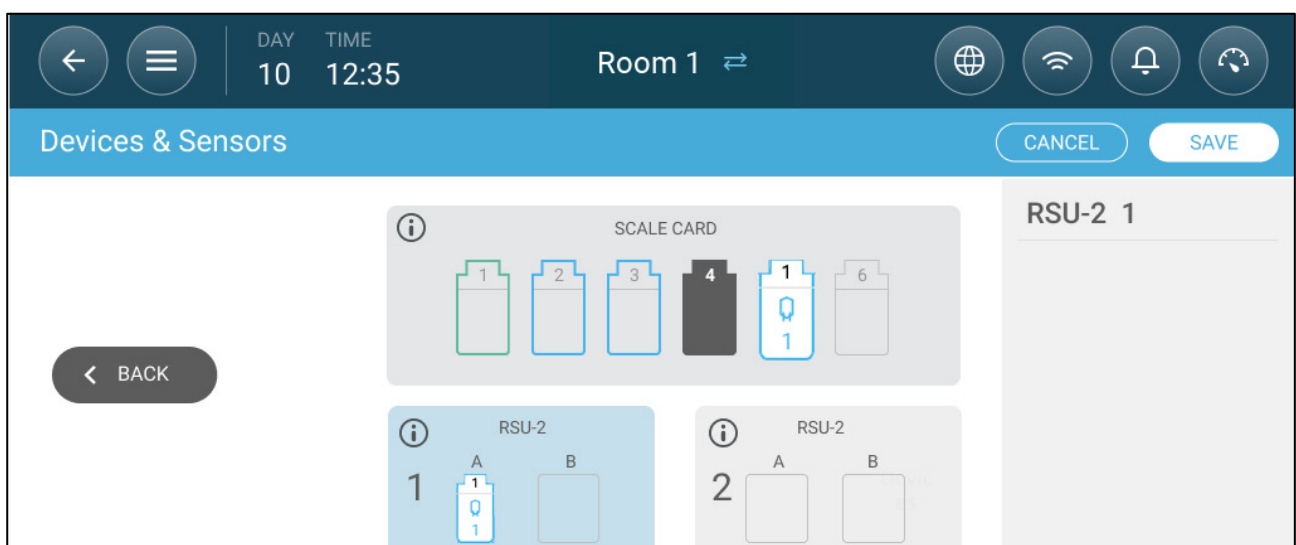 DAY TIME
10 12:35
Room 1
Devices & Sensors
CANCEL
SAVE
SCALE CARD
1 2 3 4 1 6
1
BACK
RSU-2
A B
1
1
1
RSU-2
A B
2
RSU-2 1